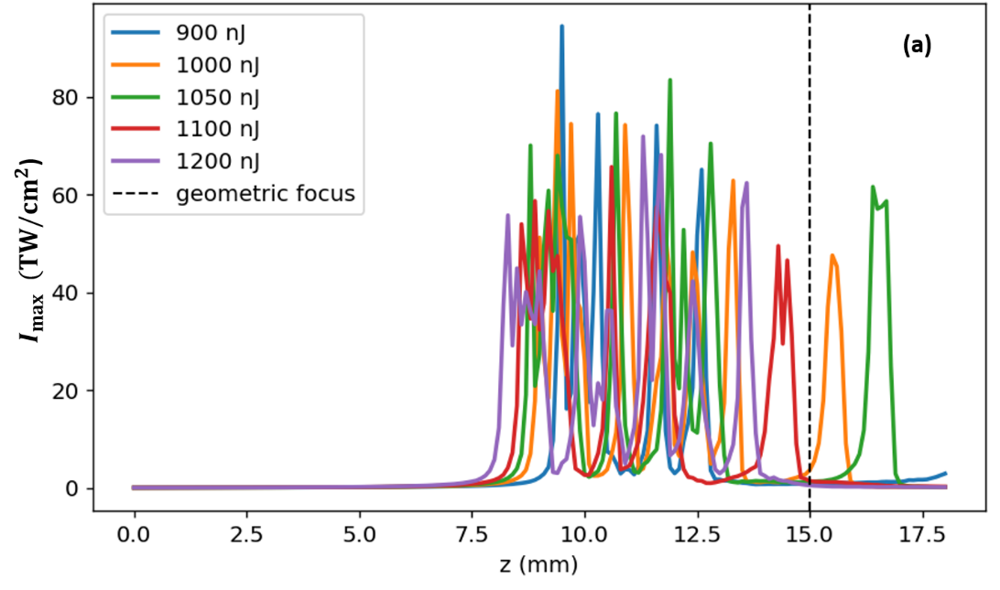 (a)
900 nJ
1000 nJ
1050 nJ
1100 nJ
1200 nJ
geometric focus
I_max (TW/cm²)
80
60
40
20
0
0.0 2.5 5.0 7.5 10.0 12.5 15.0 17.5
z (mm)